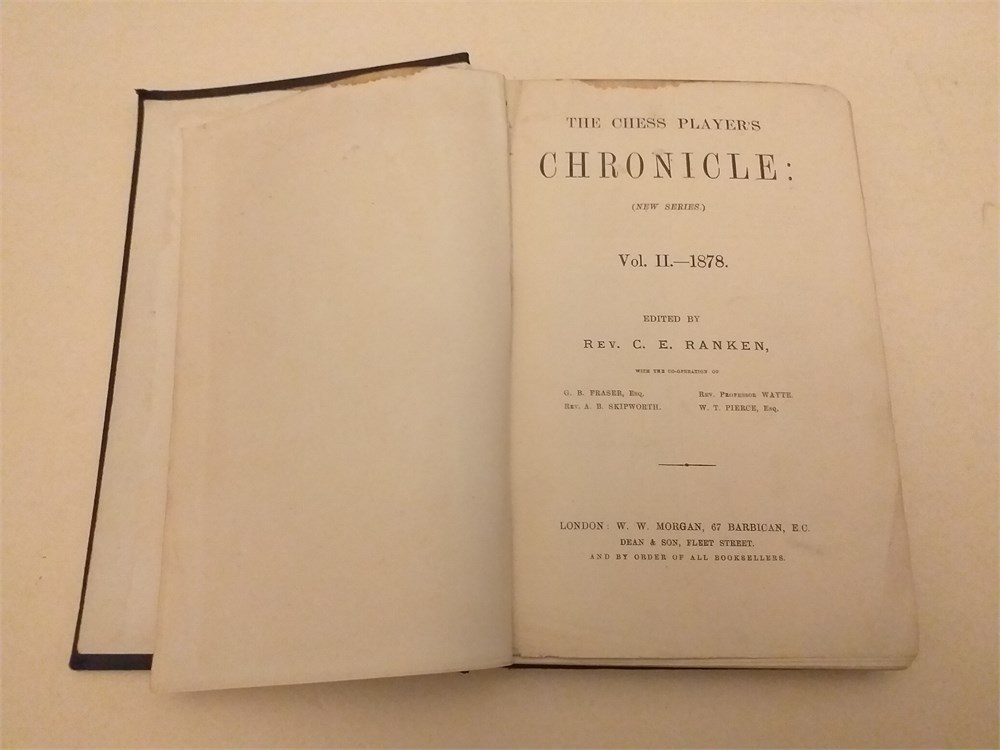 THE CHESS PLAYER'S
CHRONICLE:
(NEW SERIES.)
Vol. II.—1878.
EDITED BY
REV. C. E. RANKEN,
WITH THE CO-OPERATION OF
G. B. FRASER, Esq. REV. PROFESSOR WAYTE.
REV. A. B. SKIPWORTH. W. T. PIERCE, Esq.
LONDON: W. W. MORGAN, 67 BARBICAN, E.C.
DEAN & SON, FLEET STREET.
AND BY ORDER OF ALL BOOKSELLERS.